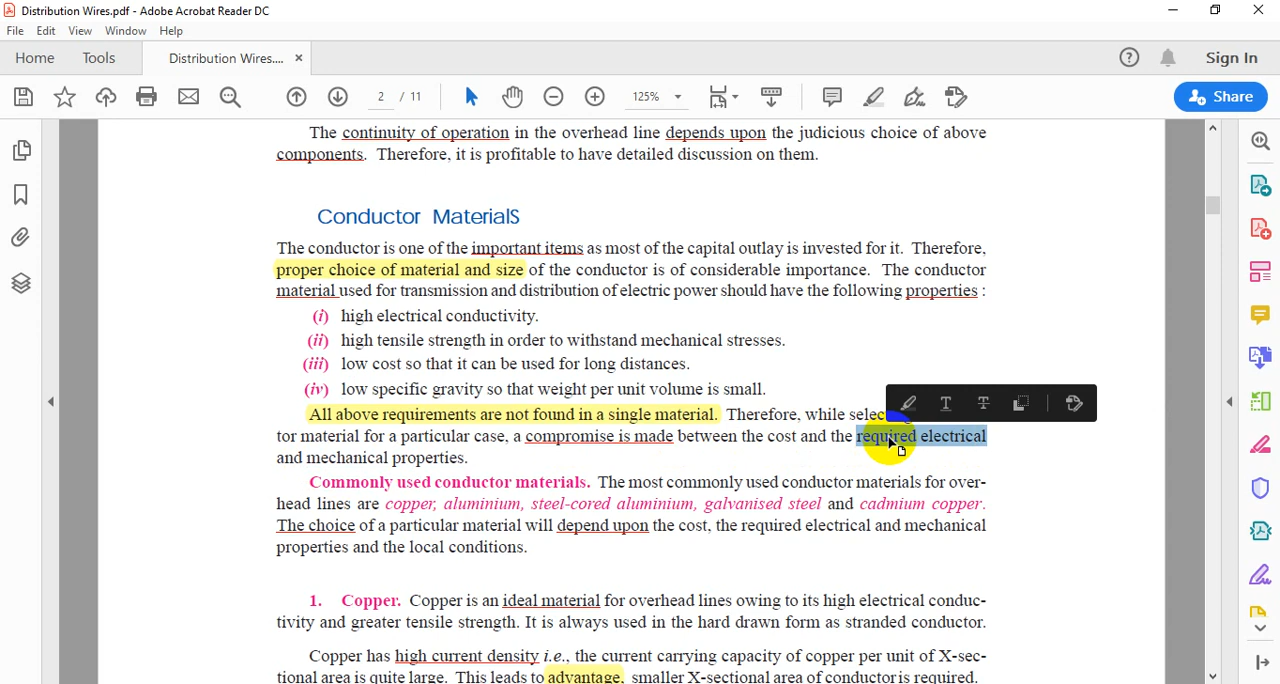 Distribution Wires.pdf - Adobe Acrobat Reader DC
File Edit View Window Help
Home Tools Distribution Wires.... × Sign In
2 / 11 125% Share
The continuity of operation in the overhead line depends upon the judicious choice of above
components. Therefore, it is profitable to have detailed discussion on them.
Conductor MaterialS
The conductor is one of the important items as most of the capital outlay is invested for it. Therefore,
proper choice of material and size of the conductor is of considerable importance. The conductor
material used for transmission and distribution of electric power should have the following properties :
(i) high electrical conductivity.
(ii) high tensile strength in order to withstand mechanical stresses.
(iii) low cost so that it can be used for long distances.
(iv) low specific gravity so that weight per unit volume is small.
All above requirements are not found in a single material. Therefore, while
tor material for a particular case, a compromise is made between the cost and the required electrical
and mechanical properties.
Commonly used conductor materials. The most commonly used conductor materials for over-
head lines are copper, aluminium, steel-cored aluminium, galvanised steel and cadmium copper.
The choice of a particular material will depend upon the cost, the required electrical and mechanical
properties and the local conditions.
1. Copper. Copper is an ideal material for overhead lines owing to its high electrical conduc-
tivity and greater tensile strength. It is always used in the hard drawn form as stranded conductor.
Copper has high current density i.e., the current carrying capacity of copper per unit of X-sec-
tional area is quite large. This leads to advantage, smaller X-sectional area of conductor is required.